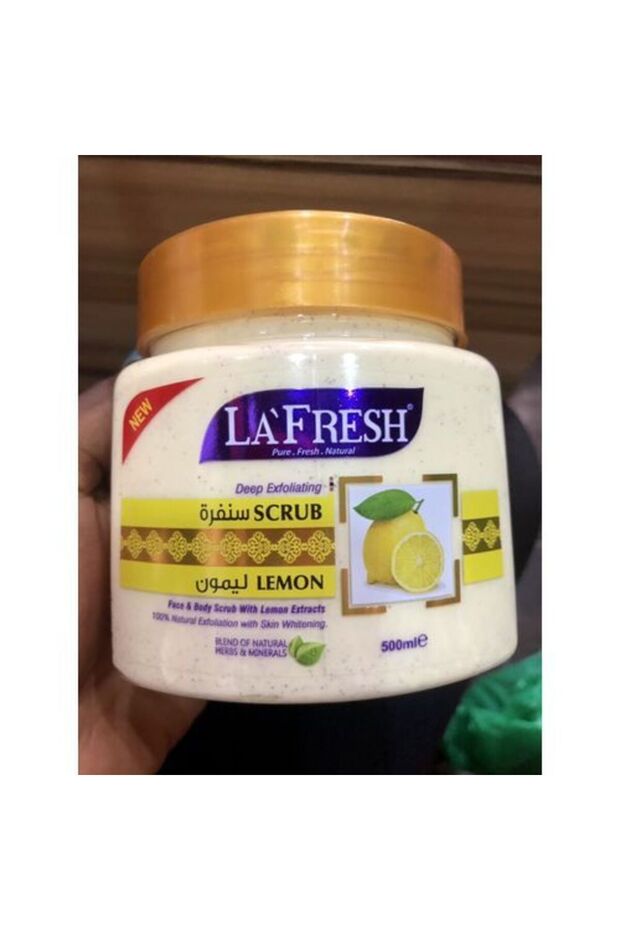 NEW
LA`FRESH®
Pure . Fresh . Natural
Deep Exfoliating
سنفرة SCRUB
ليمون LEMON
Face & Body Scrub With Lemon Extracts
100% Natural Exfoliation with Skin Whitening.
BLEND OF NATURAL
HERBS & MINERALS
500ml℮